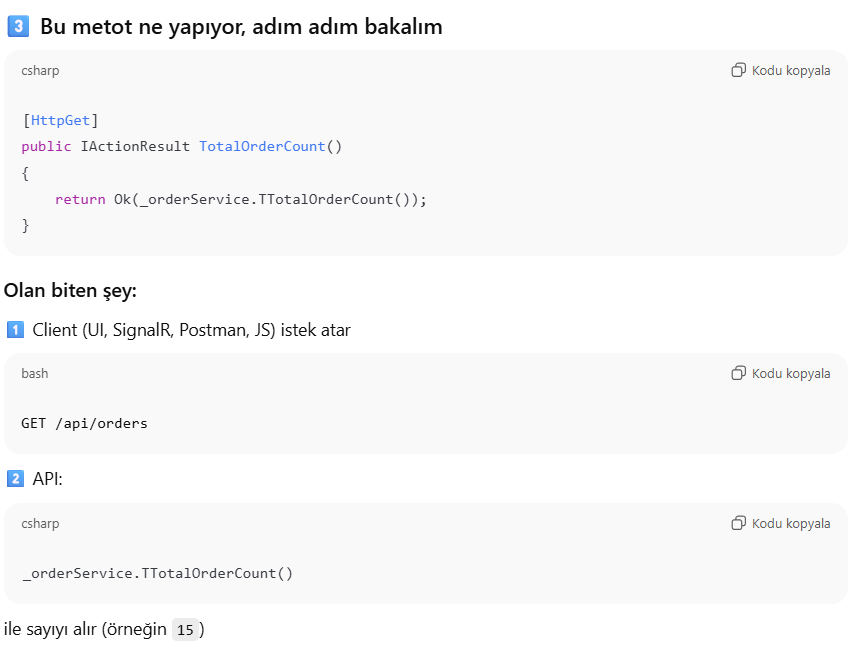 3 Bu metot ne yapıyor, adım adım bakalım
csharp Kodu kopyala
[HttpGet]
public IActionResult TotalOrderCount()
{
    return Ok(_orderService.TTotalOrderCount());
}
Olan biten şey:
1 Client (UI, SignalR, Postman, JS) istek atar
bash Kodu kopyala
GET /api/orders
2 API:
csharp Kodu kopyala
_orderService.TTotalOrderCount()
ile sayıyı alır (örneğin 15)